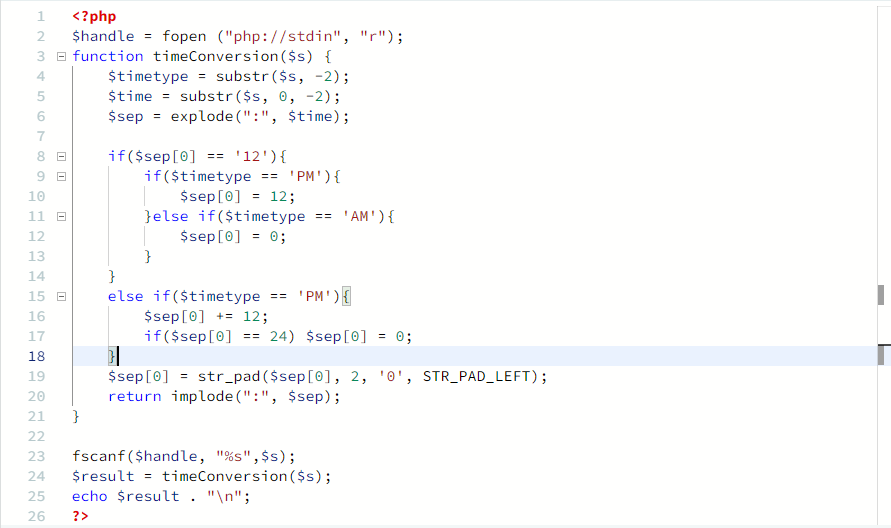 1 <?php
2 $handle = fopen ("php://stdin", "r");
3 function timeConversion($s) {
4     $timetype = substr($s, -2);
5     $time = substr($s, 0, -2);
6     $sep = explode(":", $time);
7
8     if($sep[0] == '12'){
9         if($timetype == 'PM'){
10             $sep[0] = 12;
11         }else if($timetype == 'AM'){
12             $sep[0] = 0;
13         }
14     }
15     else if($timetype == 'PM'){
16         $sep[0] += 12;
17         if($sep[0] == 24) $sep[0] = 0;
18     }
19     $sep[0] = str_pad($sep[0], 2, '0', STR_PAD_LEFT);
20     return implode(":", $sep);
21 }
22
23 fscanf($handle, "%s",$s);
24 $result = timeConversion($s);
25 echo $result . "\n";
26 ?>